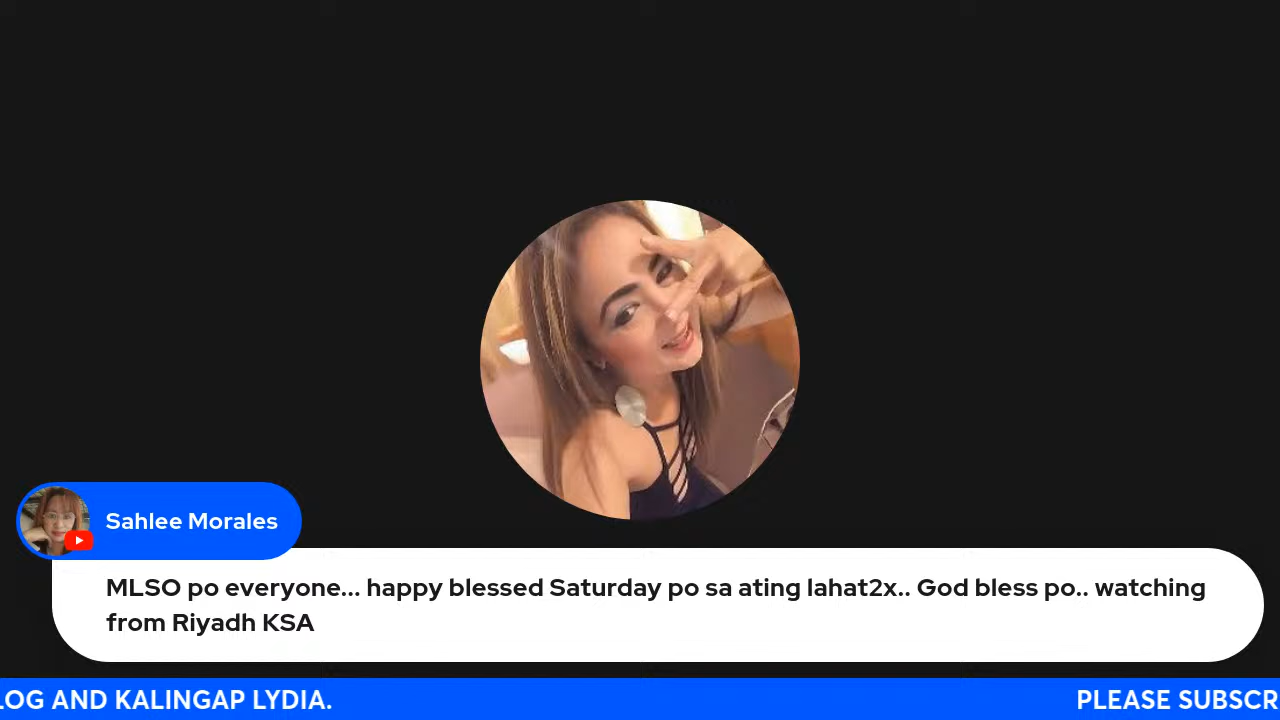 Sahlee Morales
MLSO po everyone... happy blessed Saturday po sa ating lahat2x.. God bless po.. watching
from Riyadh KSA
LOG AND KALINGAP LYDIA.
PLEASE SUBSCR